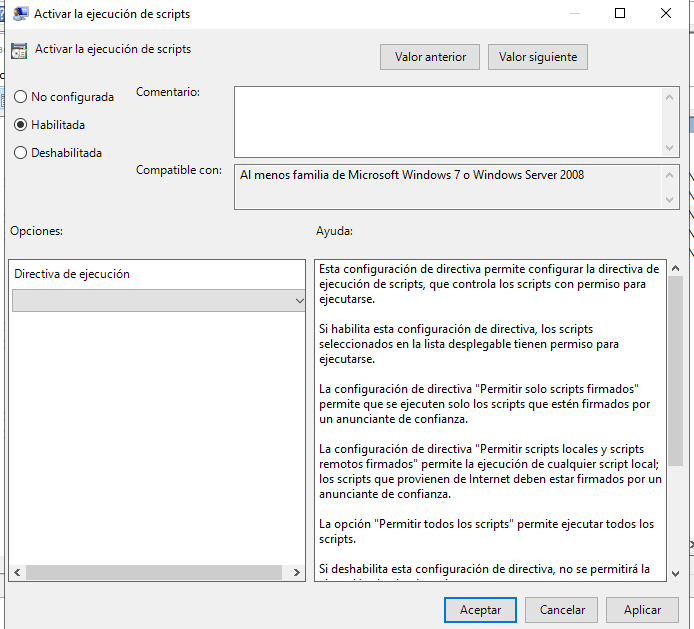 Activar la ejecución de scripts
Activar la ejecución de scripts
Valor anterior
Valor siguiente
No configurada
Habilitada
Deshabilitada
Comentario:
Compatible con:
Al menos familia de Microsoft Windows 7 o Windows Server 2008
Opciones:
Ayuda:
Directiva de ejecución
Esta configuración de directiva permite configurar la directiva de
ejecución de scripts, que controla los scripts con permiso para
ejecutarse.
Si habilita esta configuración de directiva, los scripts
seleccionados en la lista desplegable tienen permiso para
ejecutarse.
La configuración de directiva "Permitir solo scripts firmados"
permite que se ejecuten solo los scripts que estén firmados por
un anunciante de confianza.
La configuración de directiva "Permitir scripts locales y scripts
remotos firmados" permite la ejecución de cualquier script local;
los scripts que provienen de Internet deben estar firmados por un
anunciante de confianza.
La opción "Permitir todos los scripts" permite ejecutar todos los
scripts.
Si deshabilita esta configuración de directiva, no se permitirá la
Aceptar
Cancelar
Aplicar